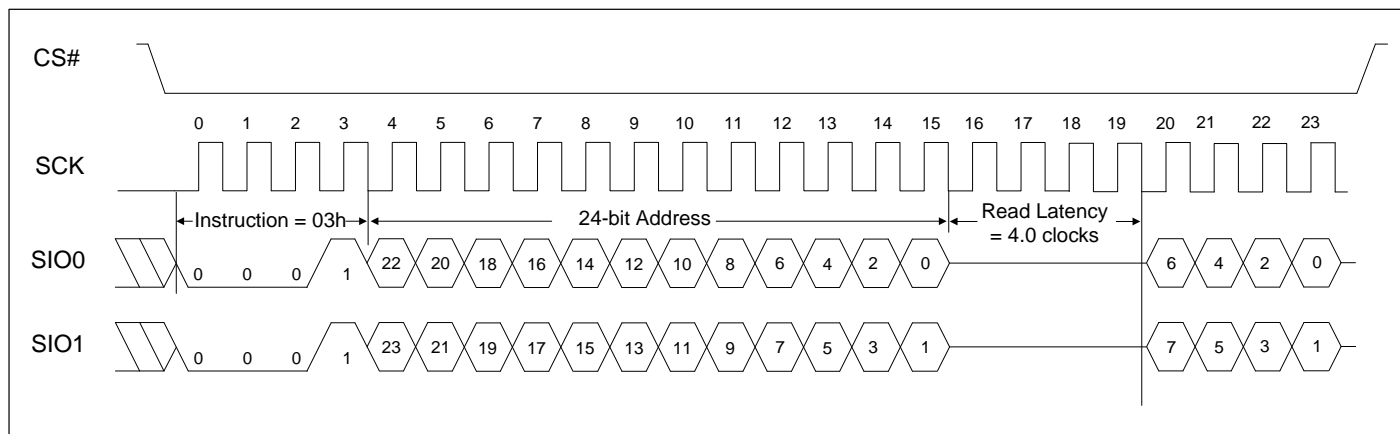 CS#
0 1 2 3 4 5 6 7 8 9 10 11 12 13 14 15 16 17 18 19 20 21 22 23
SCK
Instruction = 03h
24-bit Address
Read Latency
= 4.0 clocks
SIO0
0 0 0 1 22 20 18 16 14 12 10 8 6 4 2 0 6 4 2 0
SIO1
0 0 0 1 23 21 19 17 15 13 11 9 7 5 3 1 7 5 3 1